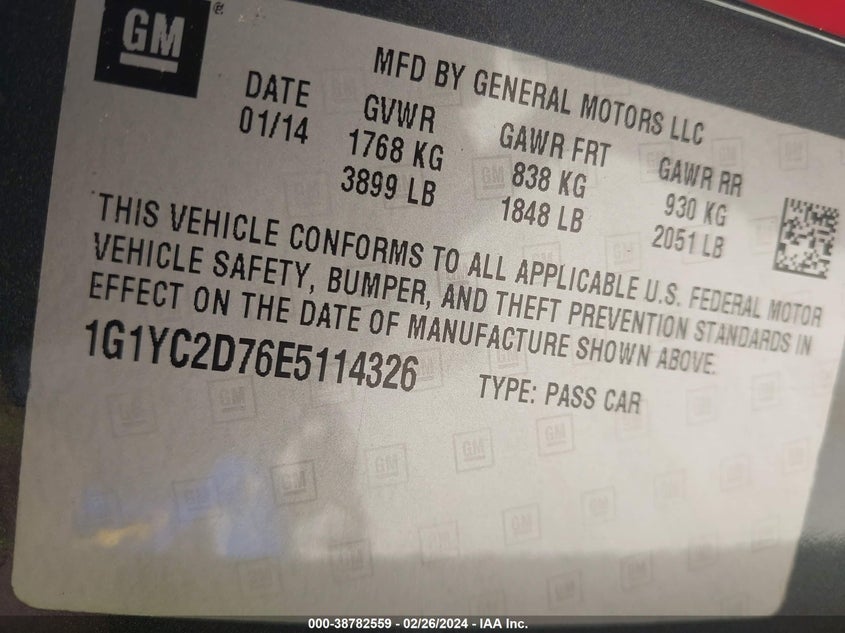 GM®
MFD BY GENERAL MOTORS LLC
DATE GVWR GAWR FRT GAWR RR
01/14 1768 KG 838 KG 930 KG
3899 LB 1848 LB 2051 LB
THIS VEHICLE CONFORMS TO ALL APPLICABLE U.S. FEDERAL MOTOR
VEHICLE SAFETY, BUMPER, AND THEFT PREVENTION STANDARDS IN
EFFECT ON THE DATE OF MANUFACTURE SHOWN ABOVE.
1G1YC2D76E5114326 TYPE: PASS CAR
000-38782559 - 02/26/2024 - IAA Inc.